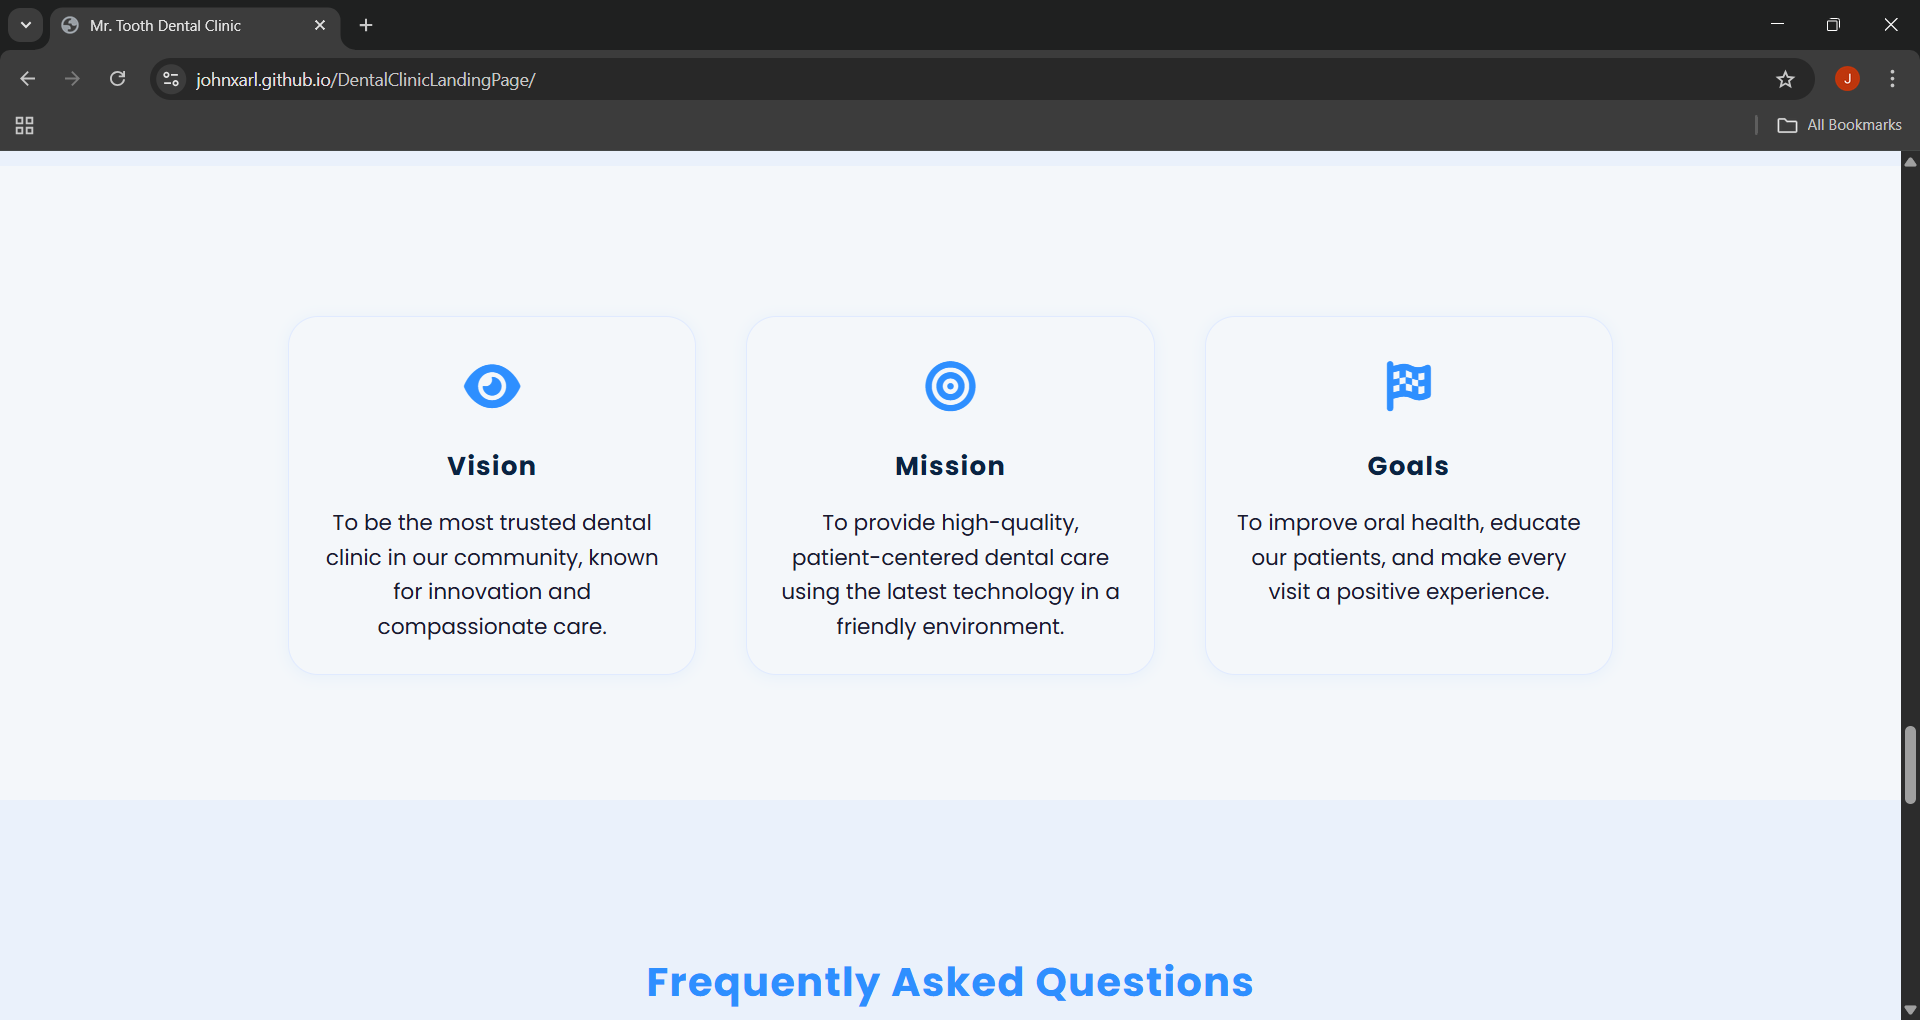 Mr. Tooth Dental Clinic
johnxarl.github.io/DentalClinicLandingPage/
J
All Bookmarks
Vision
To be the most trusted dental
clinic in our community, known
for innovation and
compassionate care.
Mission
To provide high-quality,
patient-centered dental care
using the latest technology in a
friendly environment.
Goals
To improve oral health, educate
our patients, and make every
visit a positive experience.
Frequently Asked Questions